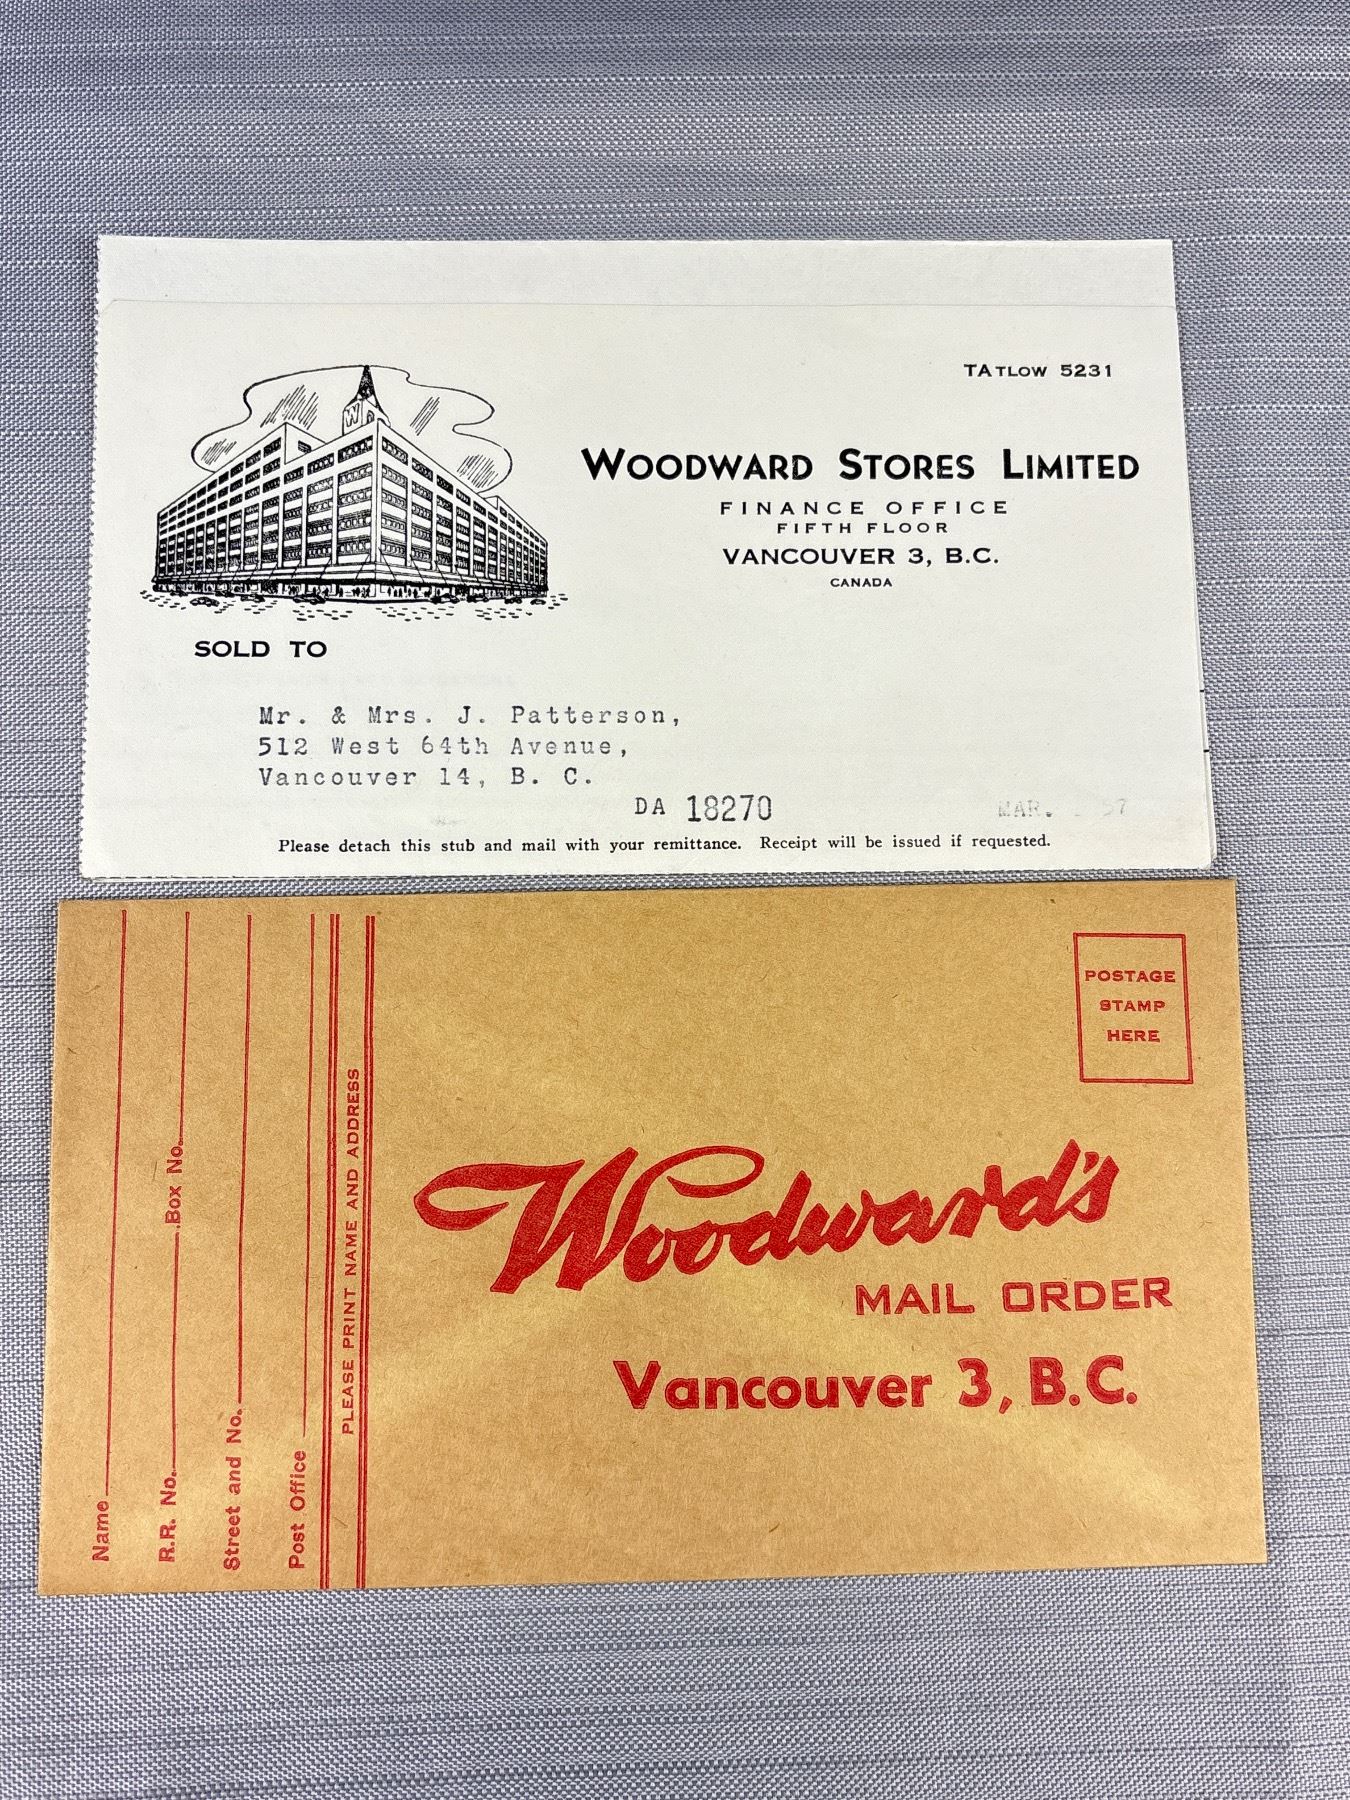 TATLOW 5231
W
WOODWARD STORES LIMITED
FINANCE OFFICE
FIFTH FLOOR
VANCOUVER 3, B.C.
CANADA
SOLD TO
Mr. & Mrs. J. Patterson,
512 West 64th Avenue,
Vancouver 14, B. C.
DA 18270
MAR. 57
Please detach this stub and mail with your remittance. Receipt will be issued if requested.
Name
R.R. No. Box No.
Street and No.
Post Office
PLEASE PRINT NAME AND ADDRESS
POSTAGE
STAMP
HERE
Woodward's
MAIL ORDER
Vancouver 3, B.C.